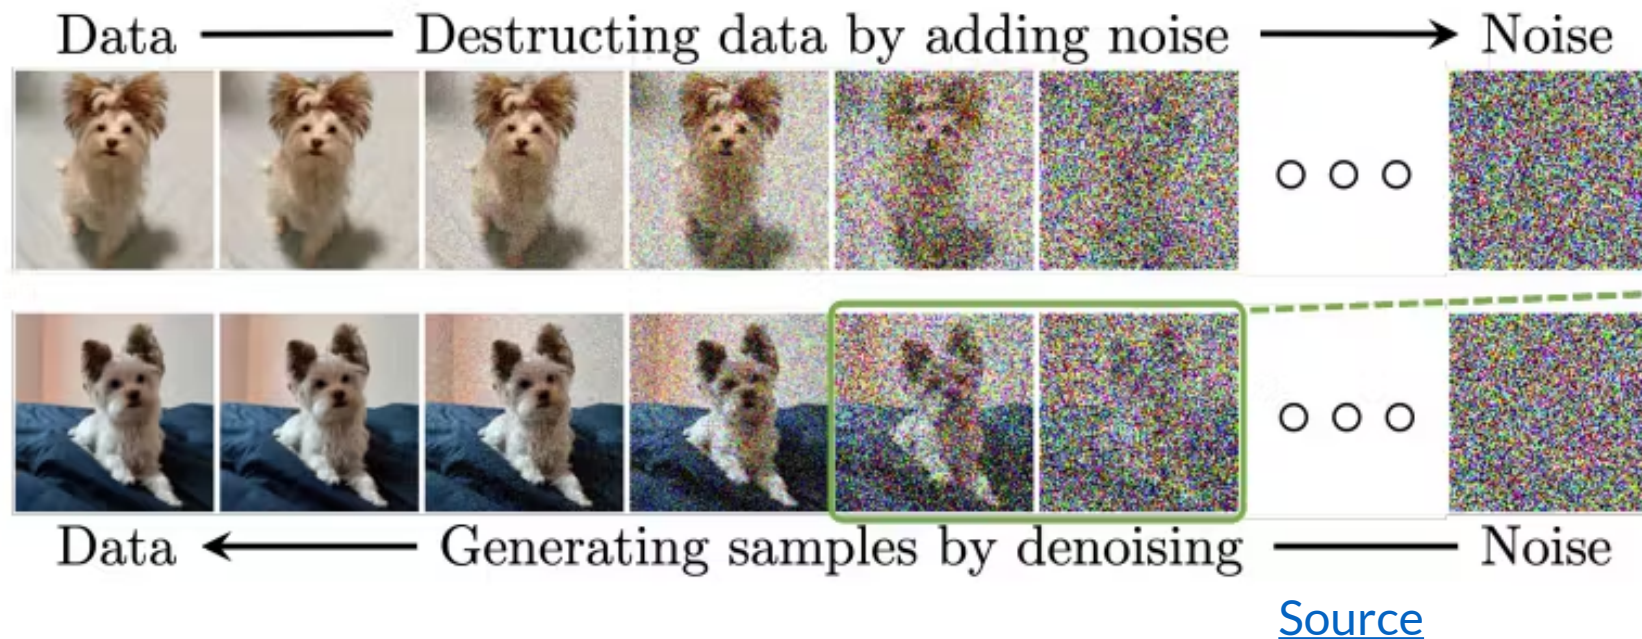 Data Destructing data by adding noise Noise
Data Generating samples by denoising Noise
Source